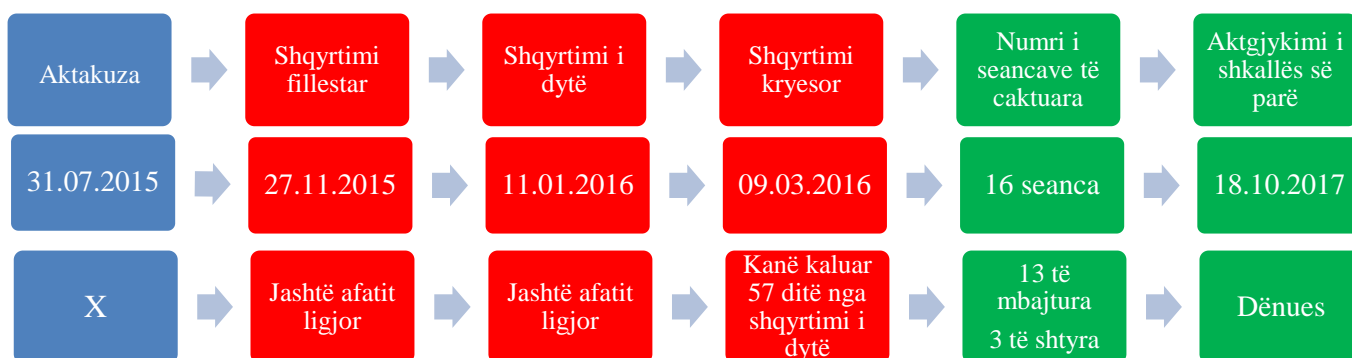 Aktakuza
Shqyrtimi
fillestar
Shqyrtimi i
dytë
Shqyrtimi
kryesor
Numri i
seancave të
caktuara
Aktgjykimi i
shkallës së
parë
31.07.2015
27.11.2015
11.01.2016
09.03.2016
16 seanca
18.10.2017
X
Jashtë afatit
ligjor
Jashtë afatit
ligjor
Kanë kaluar
57 ditë nga
shqyrtimi i
dytë
13 të
mbajtura
3 të shtyra
Dënues